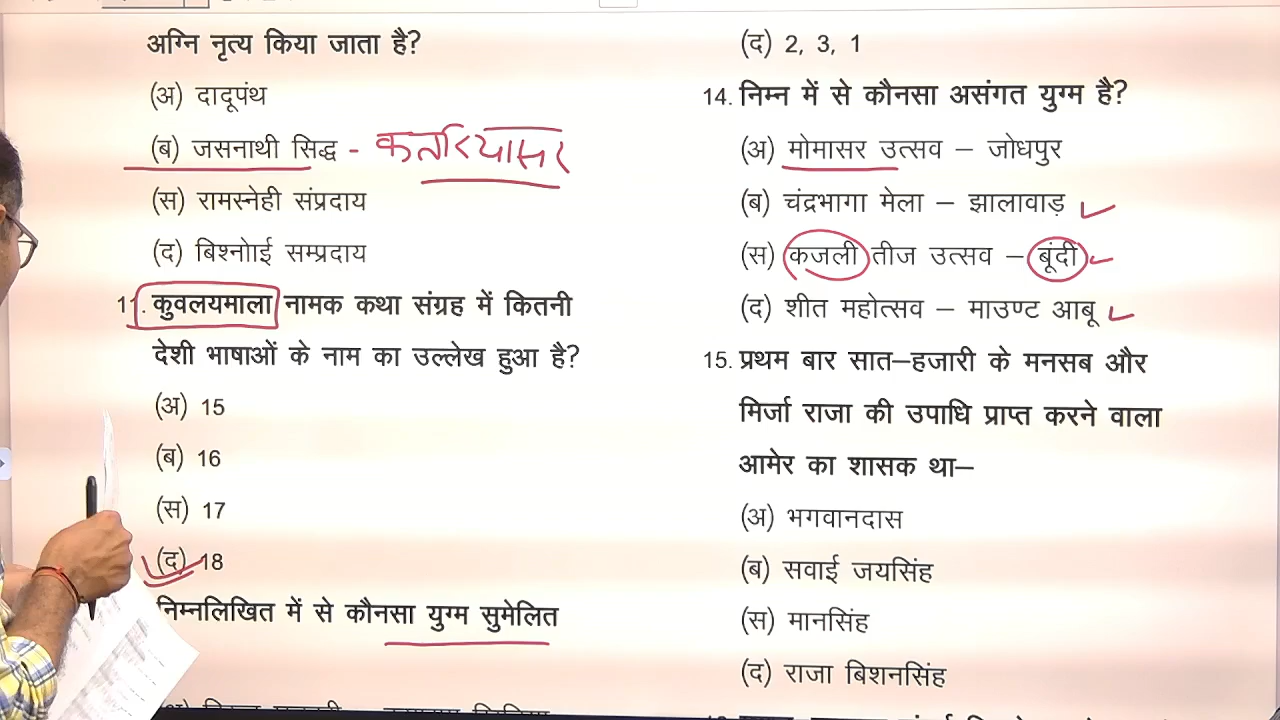 अग्नि नृत्य किया जाता है?
(अ) दादूपंथ
(ब) जसनाथी सिद्ध - कतरियासर
(स) रामस्नेही संप्रदाय
(द) बिश्नोाई सम्प्रदाय
11. कुवलयमाला नामक कथा संग्रह में कितनी
देशी भाषाओं के नाम का उल्लेख हुआ है?
(अ) 15
(ब) 16
(स) 17
(द) 18
निम्नलिखित में से कौनसा युग्म सुमेलित
(द) 2, 3, 1
14. निम्न में से कौनसा असंगत युग्म है?
(अ) मोमासर उत्सव – जोधपुर
(ब) चंद्रभागा मेला – झालावाड़
(स) कजली तीज उत्सव – बूंदी
(द) शीत महोत्सव – माउण्ट आबू
15. प्रथम बार सात–हजारी के मनसब और
मिर्जा राजा की उपाधि प्राप्त करने वाला
आमेर का शासक था–
(अ) भगवानदास
(ब) सवाई जयसिंह
(स) मानसिंह
(द) राजा बिशनसिंह